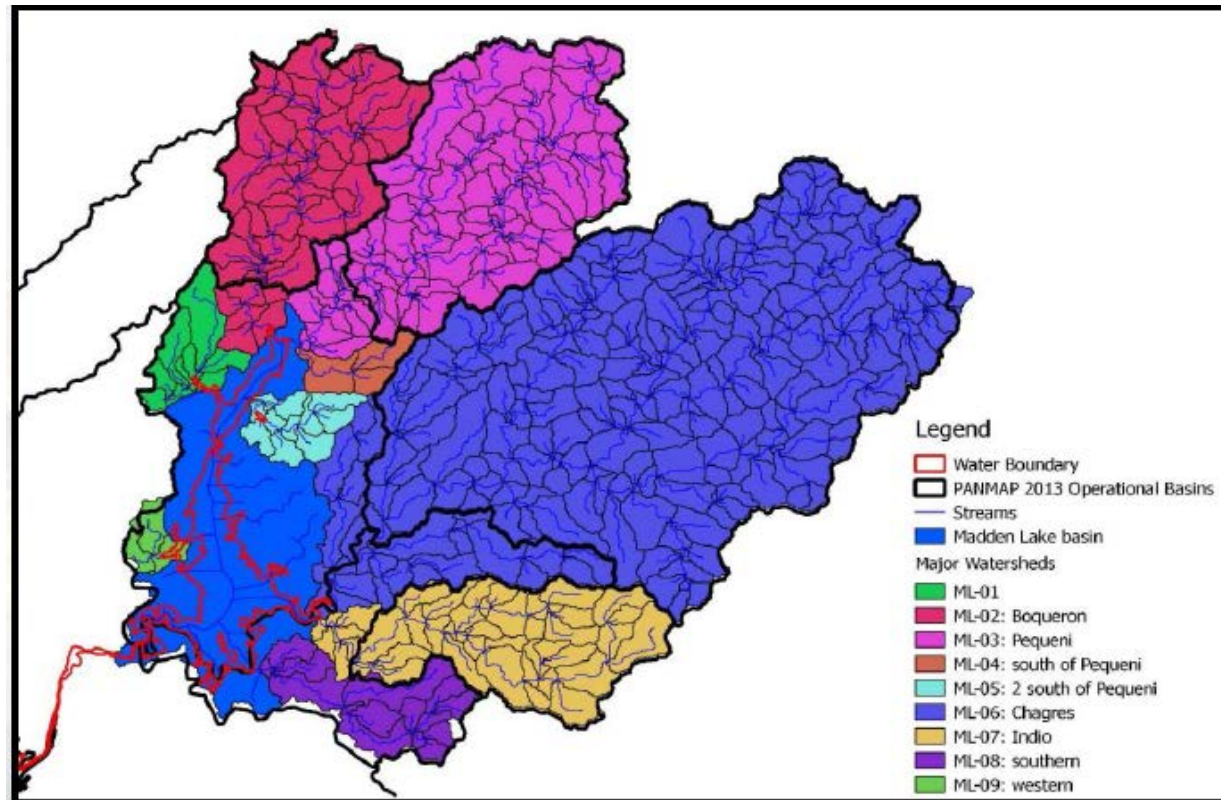 Legend
Water Boundary
PANMAP 2013 Operational Basins
Streams
Madden Lake basin
Major Watersheds
ML-01
ML-02: Boqueron
ML-03: Pequeni
ML-04: south of Pequeni
ML-05: 2 south of Pequeni
ML-06: Chagres
ML-07: Indio
ML-08: southern
ML-09: western